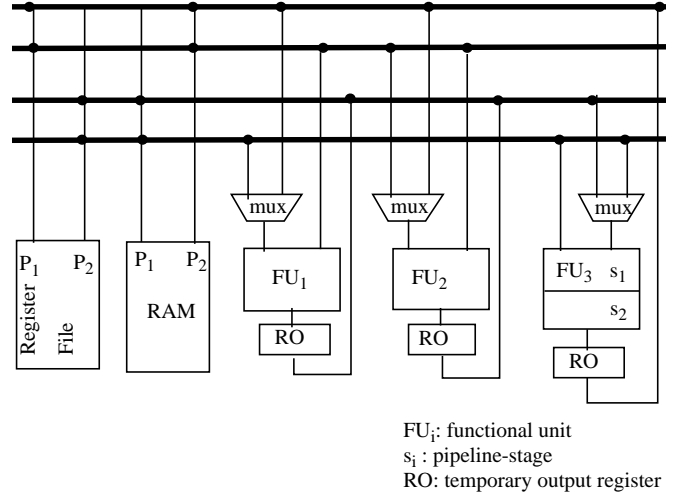 mux
mux
mux
P1 P2
Register
File
P1 P2
RAM
FU1
FU2
FU3 s1
s2
RO
RO
RO
FUi: functional unit
si : pipeline-stage
RO: temporary output register